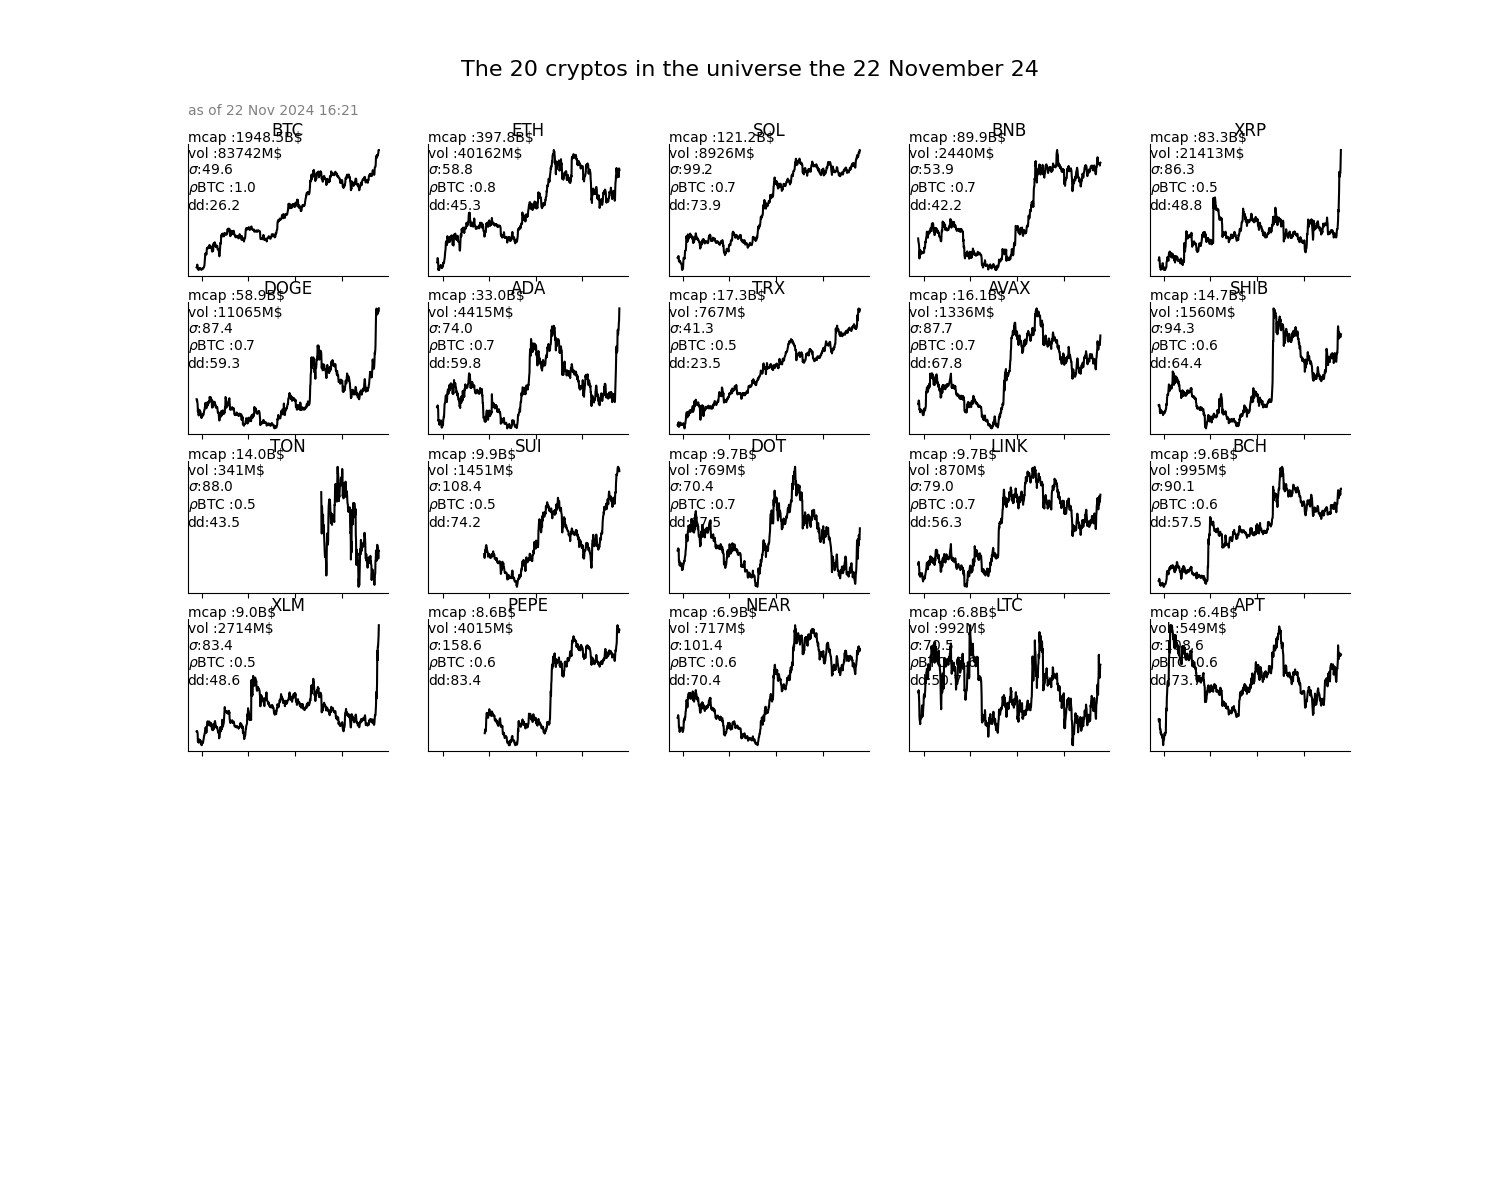 The 20 cryptos in the universe the 22 November 24
as of 22 Nov 2024 16:21
BTC
mcap :1948.5B$
vol :83742M$
σ:49.6
ρBTC :1.0
dd:26.2
ETH
mcap :397.8B$
vol :40162M$
σ:58.8
ρBTC :0.8
dd:45.3
SOL
mcap :121.2B$
vol :8926M$
σ:99.2
ρBTC :0.7
dd:73.9
BNB
mcap :89.9B$
vol :2440M$
σ:53.9
ρBTC :0.7
dd:42.2
XRP
mcap :83.3B$
vol :21413M$
σ:86.3
ρBTC :0.5
dd:48.8
DOGE
mcap :58.9B$
vol :11065M$
σ:87.4
ρBTC :0.7
dd:59.3
ADA
mcap :33.0B$
vol :4415M$
σ:74.0
ρBTC :0.7
dd:59.8
TRX
mcap :17.3B$
vol :767M$
σ:41.3
ρBTC :0.5
dd:23.5
AVAX
mcap :16.1B$
vol :1336M$
σ:87.7
ρBTC :0.7
dd:67.8
SHIB
mcap :14.7B$
vol :1560M$
σ:94.3
ρBTC :0.6
dd:64.4
TON
mcap :14.0B$
vol :341M$
σ:88.0
ρBTC :0.5
dd:43.5
SUI
mcap :9.9B$
vol :1451M$
σ:108.4
ρBTC :0.5
dd:74.2
DOT
mcap :9.7B$
vol :769M$
σ:70.4
ρBTC :0.7
LINK
mcap :9.7B$
vol :870M$
σ:79.0
ρBTC :0.7
dd:56.3
BCH
mcap :9.6B$
vol :995M$
σ:90.1
ρBTC :0.6
dd:57.5
XLM
mcap :9.0B$
vol :2714M$
σ:83.4
ρBTC :0.5
dd:48.6
PEPE
mcap :8.6B$
vol :4015M$
σ:158.6
ρBTC :0.6
dd:83.4
NEAR
mcap :6.9B$
vol :717M$
σ:101.4
ρBTC :0.6
dd:70.4
LTC
mcap :6.8B$
vol :992M$
σ:70.5
APT
mcap :6.4B$
vol :549M$
ρBTC :0.6